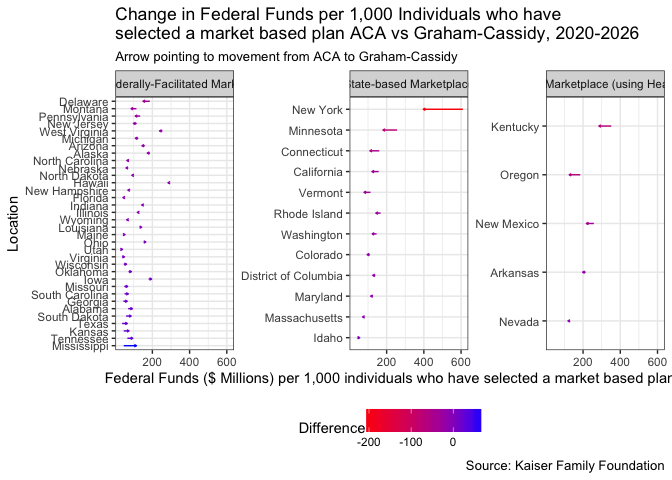 Change in Federal Funds per 1,000 Individuals who have
selected a market based plan ACA vs Graham-Cassidy, 2020-2026
Arrow pointing to movement from ACA to Graham-Cassidy
derally-Facilitated Mark
State-based Marketplace
Marketplace (using Hea
Location
Delaware
Montana
Pennsylvania
New Jersey
West Virginia
Michigan
Arizona
Alaska
North Carolina
Nebraska
North Dakota
Hawaii
New Hampshire
Florida
Indiana
Illinois
Wyoming
Louisiana
Maine
Ohio
Utah
Virginia
Wisconsin
Oklahoma
Iowa
Missouri
South Carolina
Georgia
Alabama
South Dakota
Texas
Kansas
Tennessee
Mississippi
200 400 600
New York
Minnesota
Connecticut
California
Vermont
Rhode Island
Washington
Colorado
District of Columbia
Maryland
Massachusetts
Idaho
200 400 600
Kentucky
Oregon
New Mexico
Arkansas
Nevada
200 400 600
Federal Funds ($ Millions) per 1,000 individuals who have selected a market based plan
Difference
-200 -100 0
Source: Kaiser Family Foundation